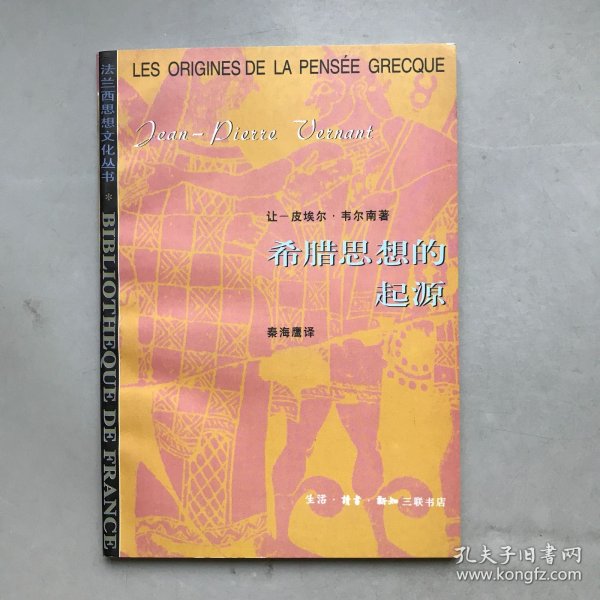 LES ORIGINES DE LA PENSÉE GRECQUE
Jean-Pierre Vernant
让-皮埃尔·韦尔南著
希腊思想的
起源
秦海鹰译
生活·读书·新知三联书店
法兰西思想文化丛书 * BIBLIOTHEQUE DE FRANCE
孔夫子旧书网
www.kongfz.com